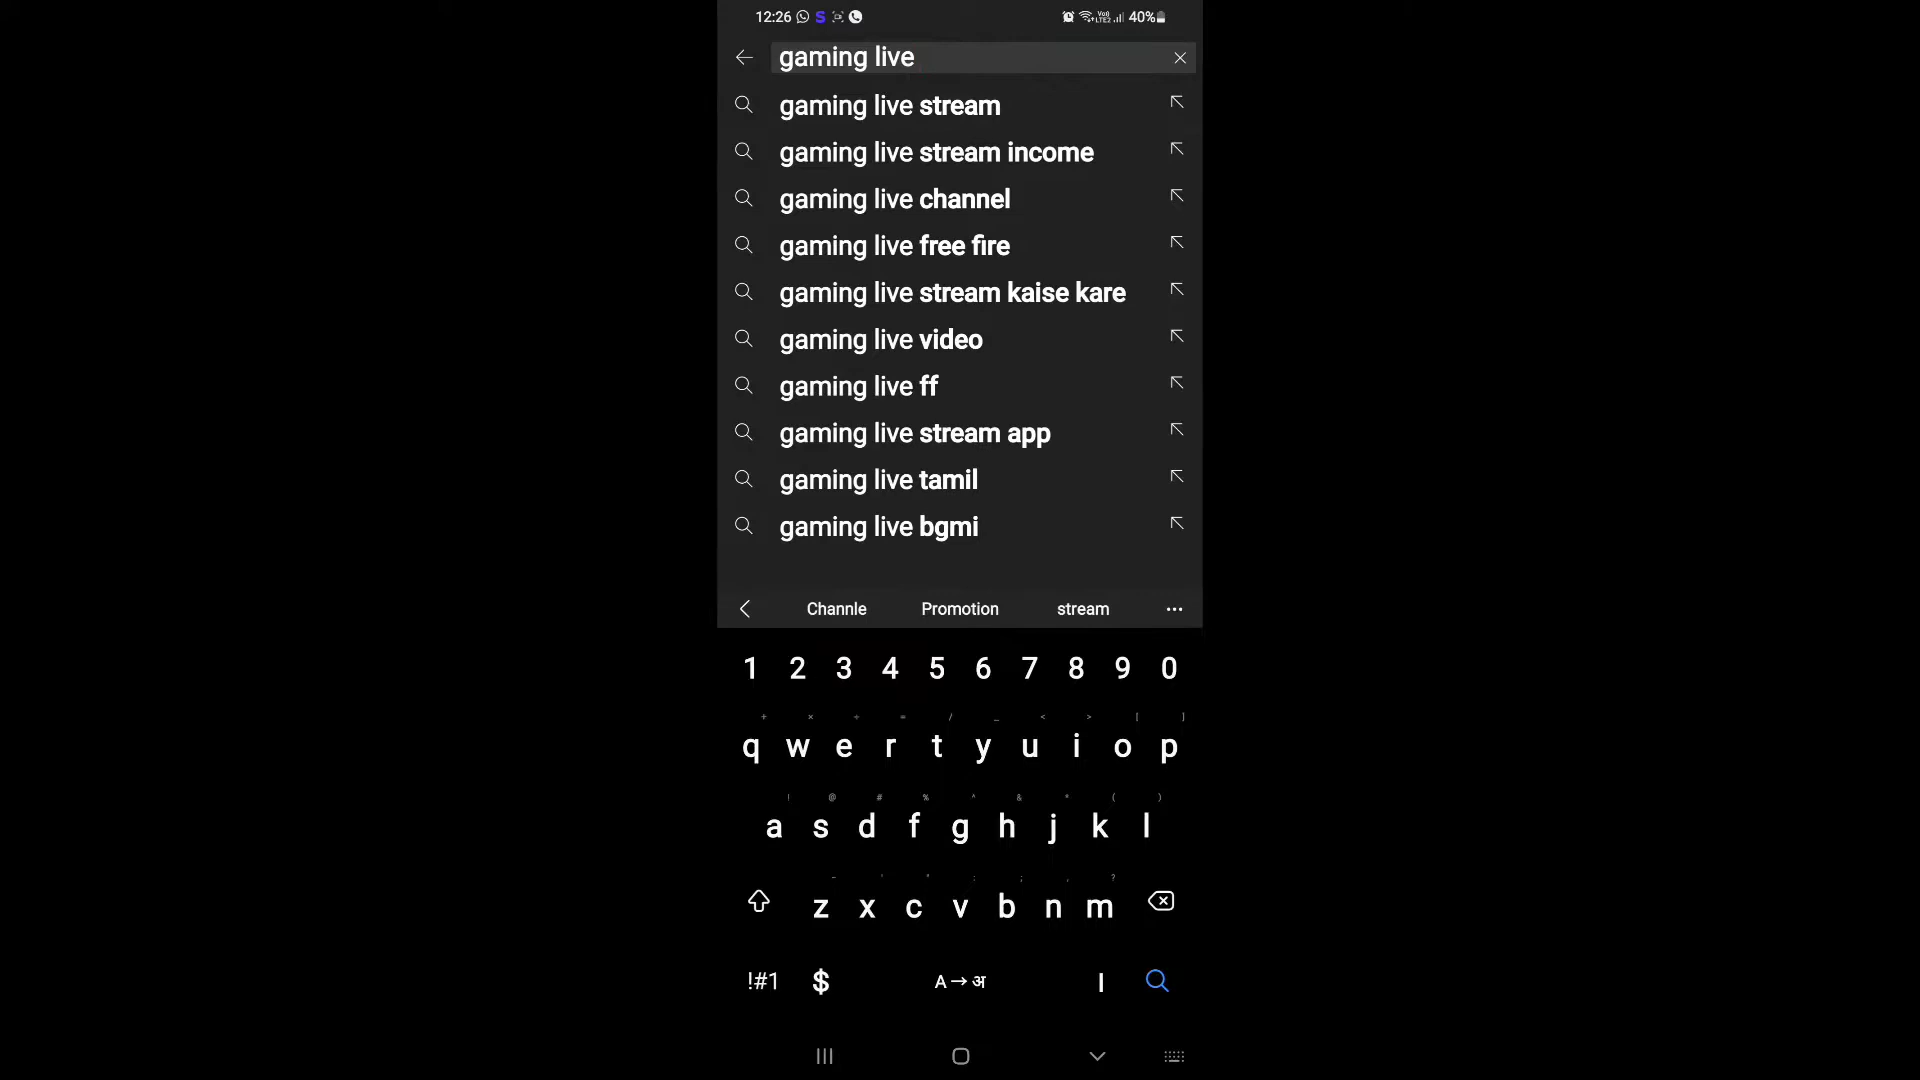 12:26 S Vo) LTE2 40%
gaming live
gaming live stream
gaming live stream income
gaming live channel
gaming live free fire
gaming live stream kaise kare
gaming live video
gaming live ff
gaming live stream app
gaming live tamil
gaming live bgmi
Channle Promotion stream ...
1 2 3 4 5 6 7 8 9 0
+ × ÷ = / _ < > [ ]
q w e r t y u i o p
! @ # % ^ & * ( )
a s d f g h j k l
- ' " : ; , ?
z x c v b n m
!#1 $ A→अ |